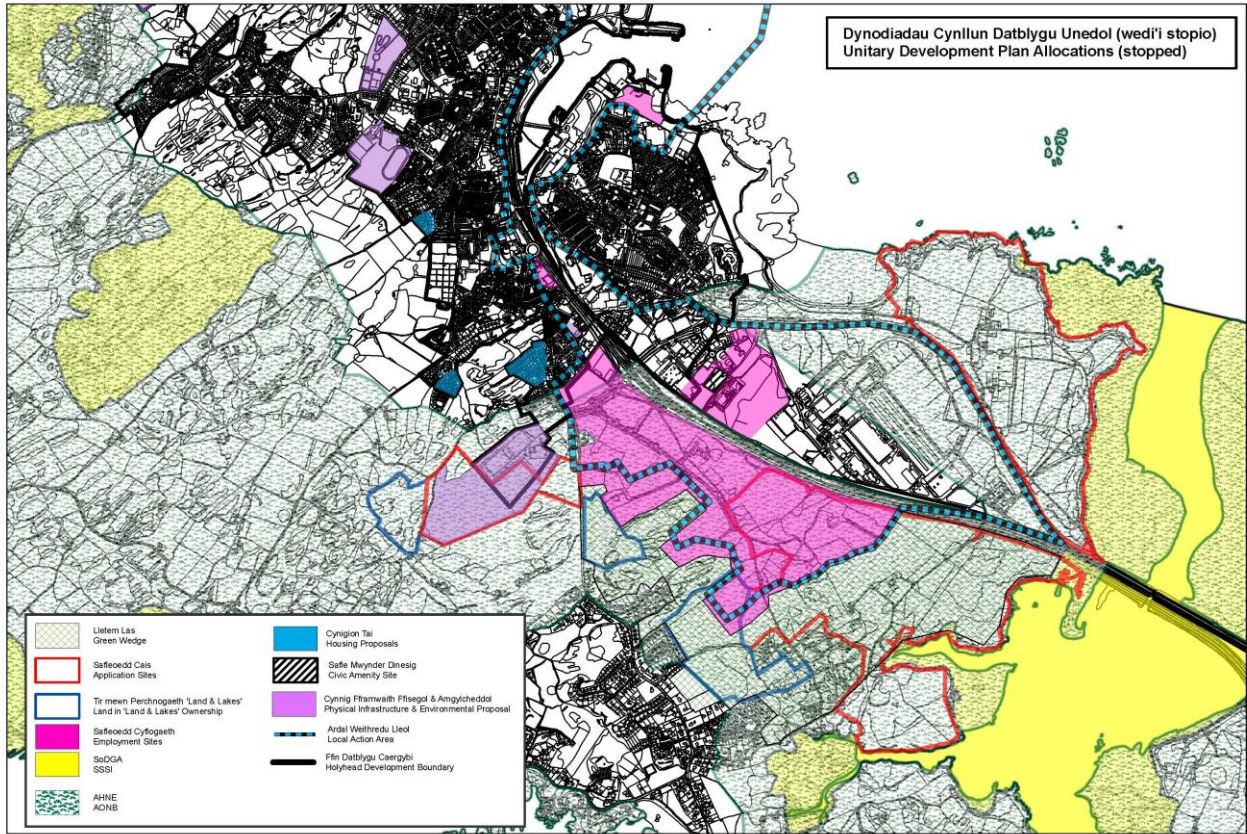 Dynodiadau Cynllun Datblygu Unedol (wedi'i stopio)
Unitary Development Plan Allocations (stopped)
Lletem Las
Green Wedge
Safleoedd Cais
Application Sites
Tir mewn Perchnogaeth 'Land & Lakes'
Land in 'Land & Lakes' Ownership
Safleoedd Cyflogaeth
Employment Sites
SoDGA
SSSI
AHNE
AONB
Cynigion Tai
Housing Proposals
Safle Mwynder Dinesig
Civic Amenity Site
Cynnig Fframwaith Ffisegol & Amgylcheddol
Physical Infrastructure & Environmental Proposal
Ardal Weithredu Lleol
Local Action Area
Ffin Datblygu Caergybi
Holyhead Development Boundary